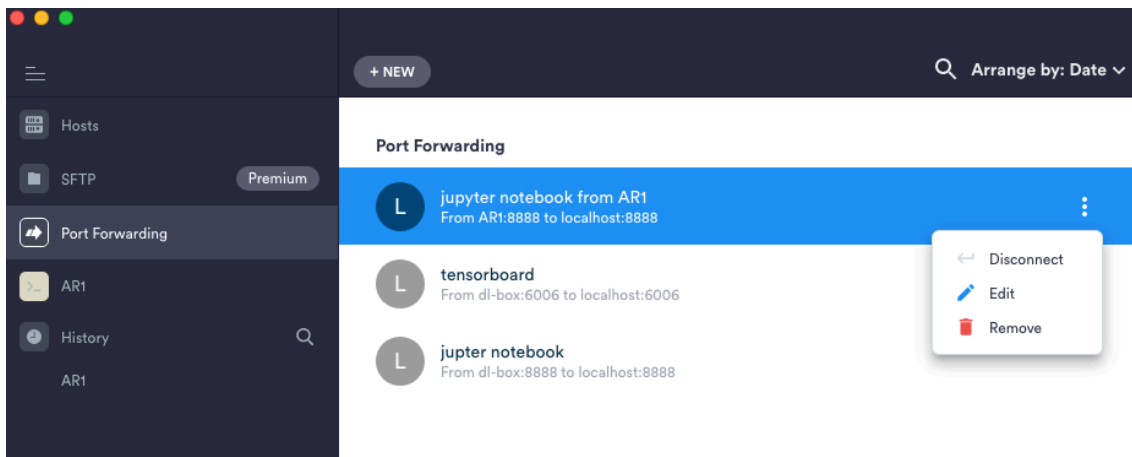 + NEW
Arrange by: Date
Hosts
SFTP
Premium
Port Forwarding
AR1
History
AR1
Port Forwarding
L
jupyter notebook from AR1
From AR1:8888 to localhost:8888
Disconnect
Edit
Remove
L
tensorboard
From dl-box:6006 to localhost:6006
L
jupter notebook
From dl-box:8888 to localhost:8888